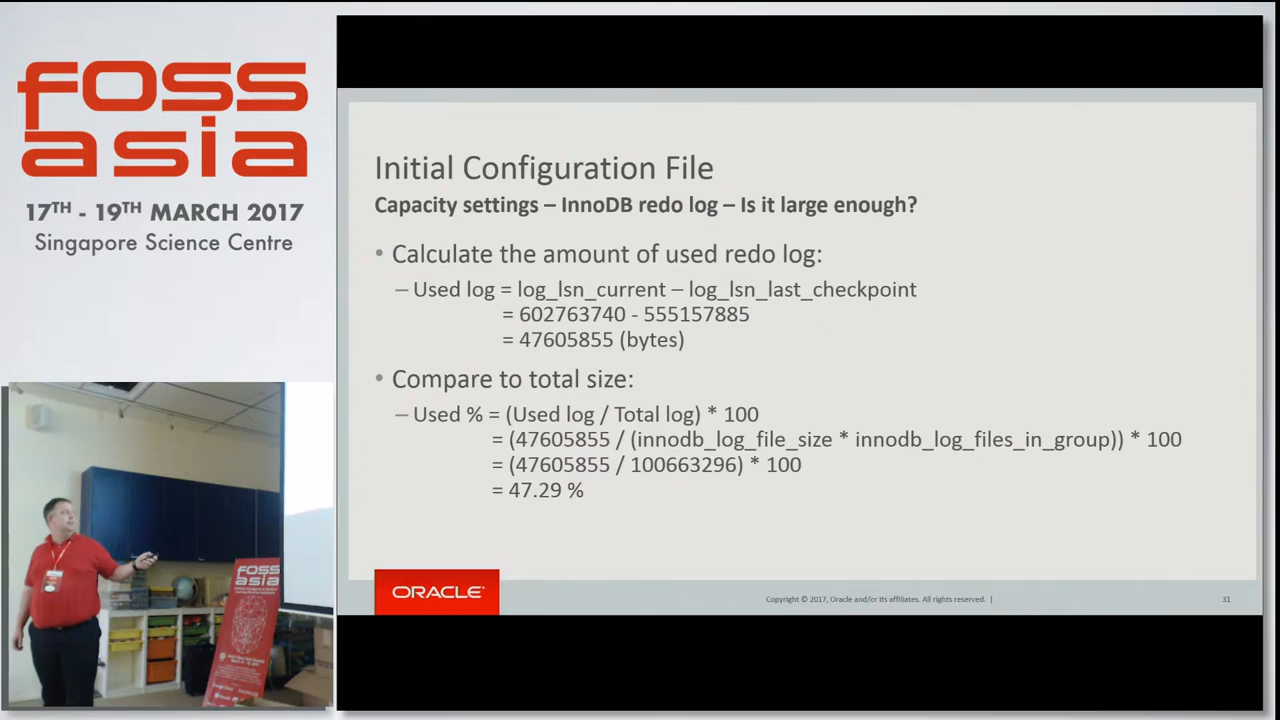 foss
asia
17TH - 19TH MARCH 2017
Singapore Science Centre
Initial Configuration File
Capacity settings – InnoDB redo log – Is it large enough?
• Calculate the amount of used redo log:
– Used log = log_lsn_current – log_lsn_last_checkpoint
= 602763740 - 555157885
= 47605855 (bytes)
• Compare to total size:
– Used % = (Used log / Total log) * 100
= (47605855 / (innodb_log_file_size * innodb_log_files_in_group)) * 100
= (47605855 / 100663296) * 100
= 47.29 %
ORACLE®
Copyright © 2017, Oracle and/or its affiliates. All rights reserved. |
31
foss
asia